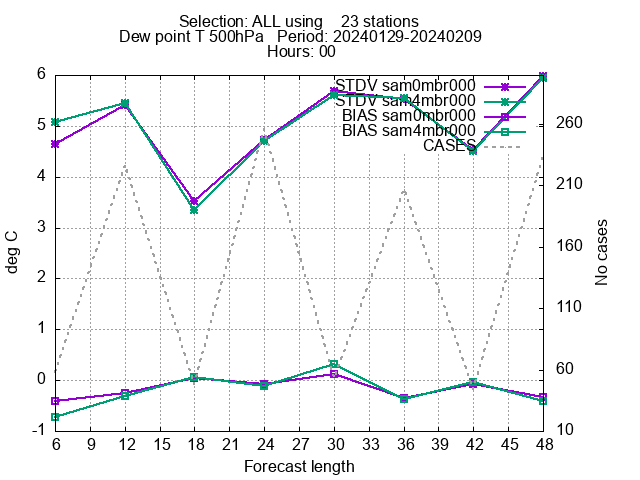 Selection: ALL using    23 stations
Dew point T 500hPa   Period: 20240129-20240209
Hours: 00
STDV sam0mbr000
STDV sam4mbr000
BIAS sam0mbr000
BIAS sam4mbr000
CASES
6
5
4
3
2
1
0
-1
deg C
260
210
160
110
60
10
No cases
6 9 12 15 18 21 24 27 30 33 36 39 42 45 48
Forecast length